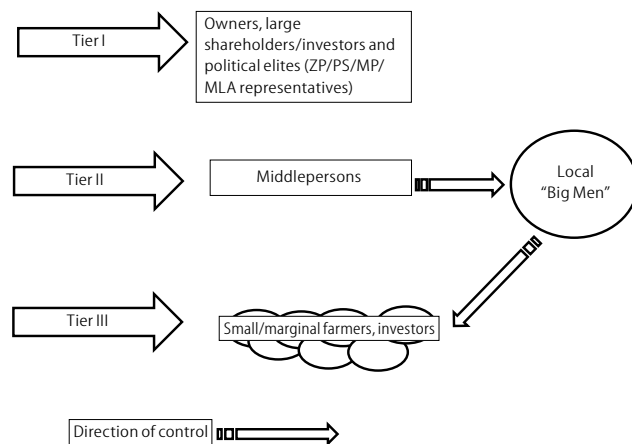 Tier I
Owners, large
shareholders/investors and
political elites (ZP/PS/MP/
MLA representatives)
Tier II
Middlepersons
Local
“Big Men”
Tier III
Small/marginal farmers, investors
Direction of control